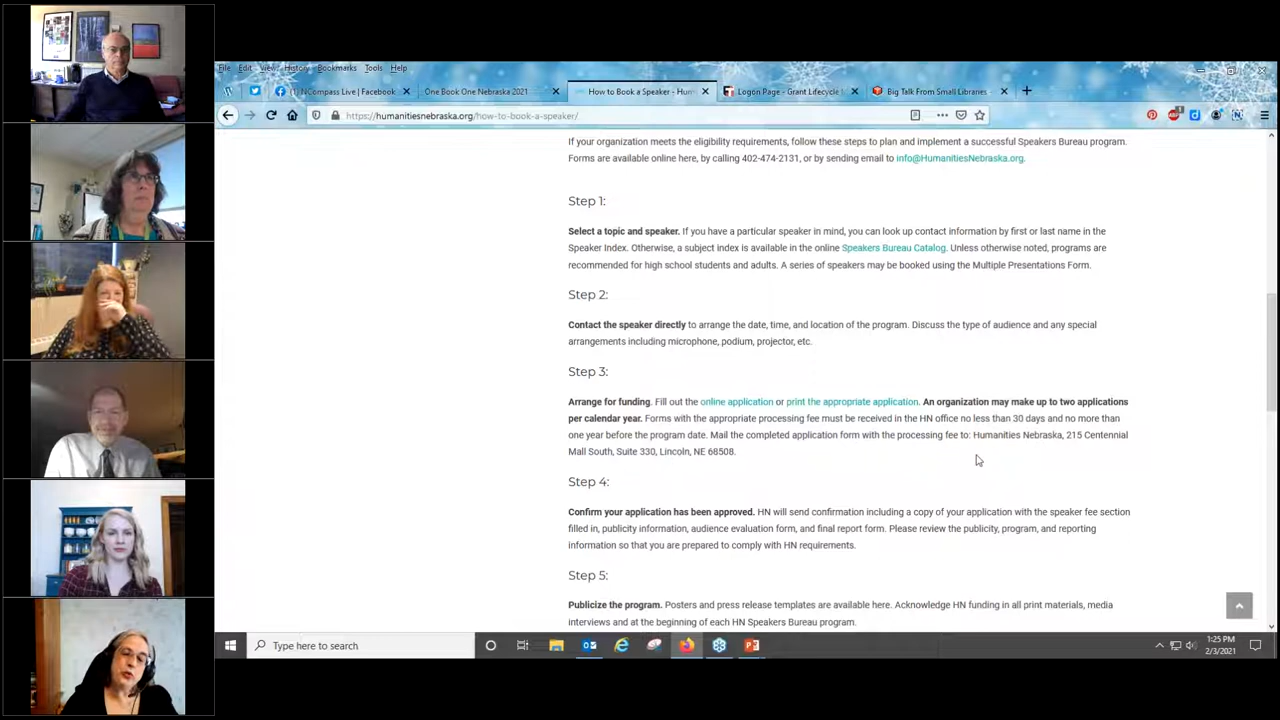 File Edit View History Bookmarks Tools Help
(1) NCompass Live | Facebook
One Book One Nebraska 2021
How to Book a Speaker - Hum
Logon Page - Grant Lifecycle
Big Talk From Small Libraries
https://humanitiesnebraska.org/how-to-book-a-speaker/
If your organization meets the eligibility requirements, follow these steps to plan and implement a successful Speakers Bureau program.
Forms are available online here, by calling 402-474-2131, or by sending email to info@HumanitiesNebraska.org.
Step 1:
Select a topic and speaker. If you have a particular speaker in mind, you can look up contact information by first or last name in the
Speaker Index. Otherwise, a subject index is available in the online Speakers Bureau Catalog. Unless otherwise noted, programs are
recommended for high school students and adults. A series of speakers may be booked using the Multiple Presentations Form.
Step 2:
Contact the speaker directly to arrange the date, time, and location of the program. Discuss the type of audience and any special
arrangements including microphone, podium, projector, etc.
Step 3:
Arrange for funding. Fill out the online application or print the appropriate application. An organization may make up to two applications
per calendar year. Forms with the appropriate processing fee must be received in the HN office no less than 30 days and no more than
one year before the program date. Mail the completed application form with the processing fee to: Humanities Nebraska, 215 Centennial
Mall South, Suite 330, Lincoln, NE 68508.
Step 4:
Confirm your application has been approved. HN will send confirmation including a copy of your application with the speaker fee section
filled in, publicity information, audience evaluation form, and final report form. Please review the publicity, program, and reporting
information so that you are prepared to comply with HN requirements.
Step 5:
Publicize the program. Posters and press release templates are available here. Acknowledge HN funding in all print materials, media
interviews and at the beginning of each HN Speakers Bureau program.
Type here to search
1:25 PM
2/3/2021